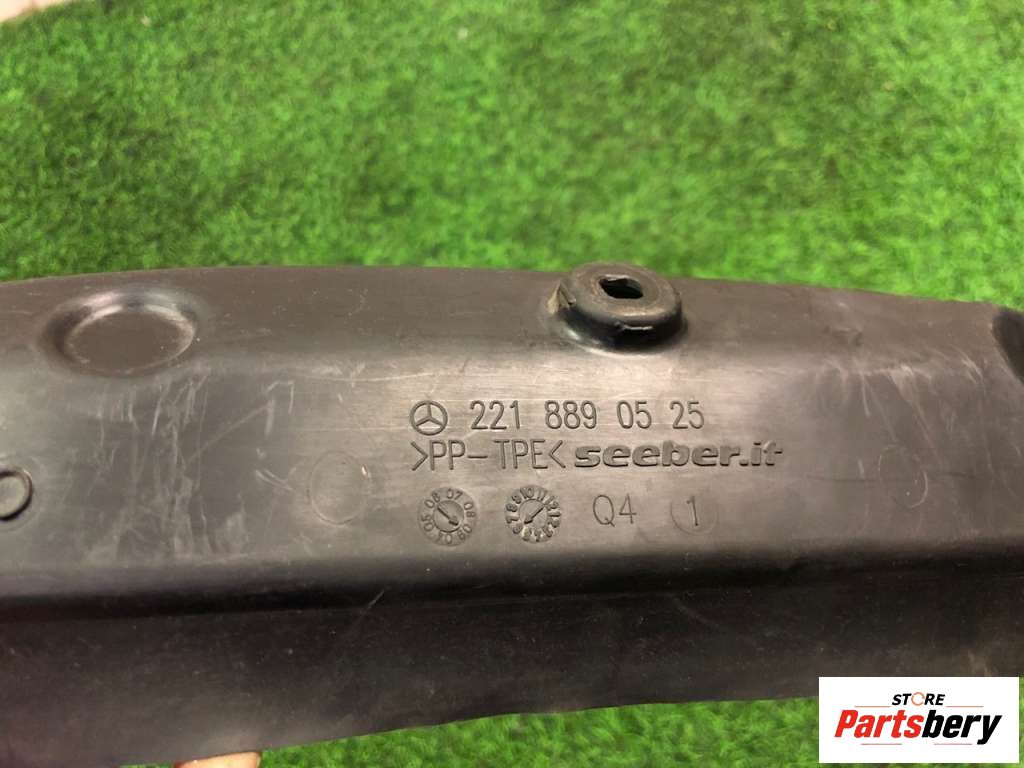 221 889 05 25
>PP-TPE< seeber.it
Q4 1
STORE
Partsbery